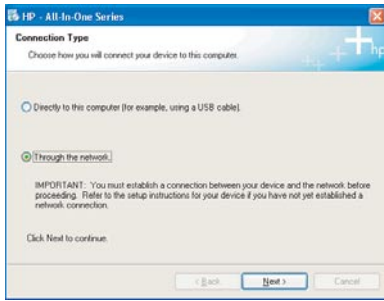 HP - All-In-One Series
Connection Type
Choose how you will connect your device to this computer.
hp
Directly to this computer (for example, using a USB cable).
Through the network.
IMPORTANT: You must establish a connection between your device and the network before
proceeding. Refer to the setup instructions for your device if you have not yet established a
network connection.
Click Next to continue.
< Back
Next >
Cancel